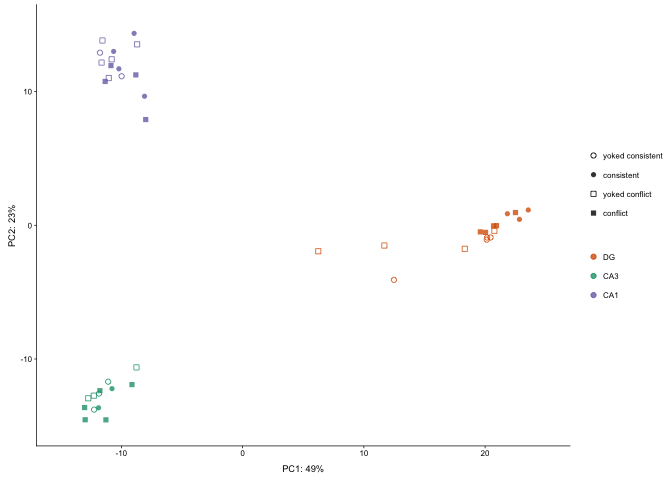 PC2: 23%
10
0
-10
-10
0
10
20
PC1: 49%
yoked consistent
consistent
yoked conflict
conflict
DG
CA3
CA1